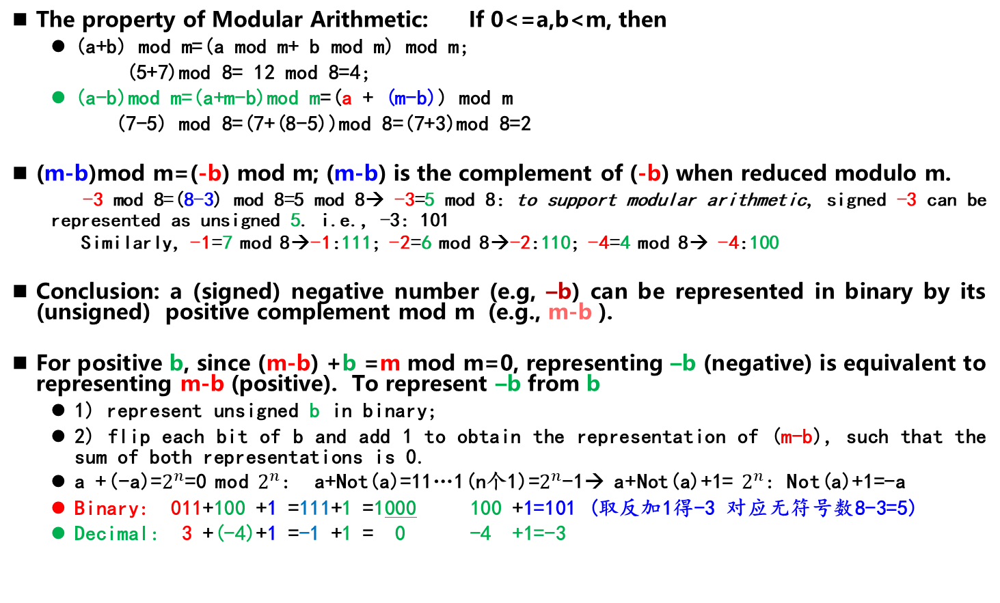 ■ The property of Modular Arithmetic: If 0<=a,b<m, then
● (a+b) mod m=(a mod m+ b mod m) mod m;
(5+7)mod 8= 12 mod 8=4;
● (a-b)mod m=(a+m-b)mod m=(a + (m-b)) mod m
(7-5) mod 8=(7+(8-5))mod 8=(7+3)mod 8=2
■ (m-b)mod m=(-b) mod m; (m-b) is the complement of (-b) when reduced modulo m.
-3 mod 8=(8-3) mod 8=5 mod 8→ -3=5 mod 8: to support modular arithmetic, signed -3 can be
represented as unsigned 5. i.e., -3: 101
Similarly, -1=7 mod 8→-1:111; -2=6 mod 8→-2:110; -4=4 mod 8→ -4:100
■ Conclusion: a (signed) negative number (e.g, –b) can be represented in binary by its
(unsigned) positive complement mod m (e.g., m-b ).
■ For positive b, since (m-b) +b =m mod m=0, representing –b (negative) is equivalent to
representing m-b (positive). To represent –b from b
● 1) represent unsigned b in binary;
● 2) flip each bit of b and add 1 to obtain the representation of (m-b), such that the
sum of both representations is 0.
● a +(-a)=2ⁿ=0 mod 2ⁿ: a+Not(a)=11…1(n个1)=2ⁿ-1→ a+Not(a)+1= 2ⁿ: Not(a)+1=-a
● Binary: 011+100 +1 =111+1 =1000 100 +1=101 (取反加1得-3 对应无符号数8-3=5)
● Decimal: 3 +(-4)+1 =-1 +1 = 0 -4 +1=-3